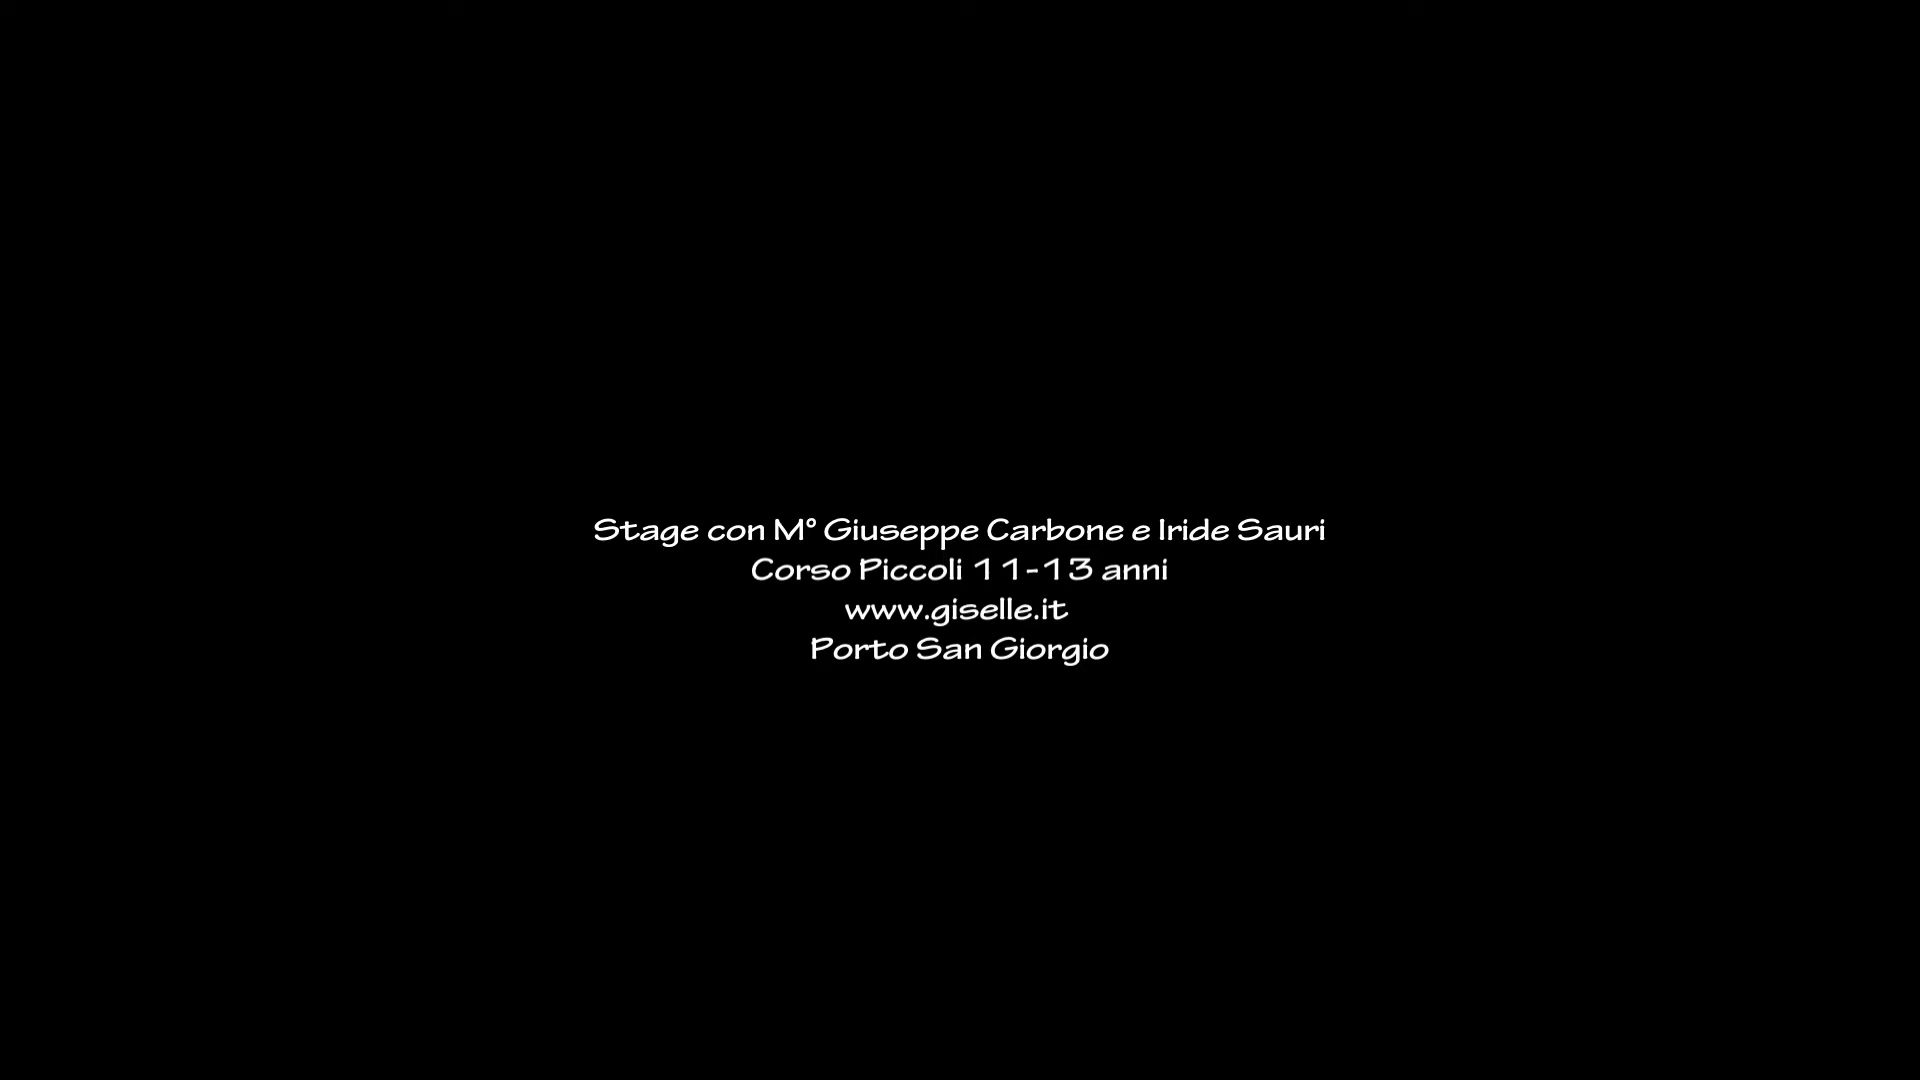 Stage con M° Giuseppe Carbone e Iride Sauri
Corso Piccoli 11-13 anni
www.giselle.it
Porto San Giorgio